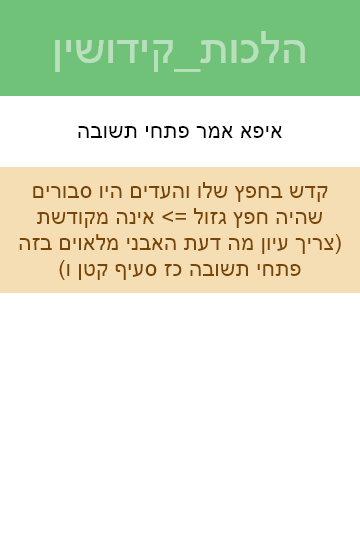 הלכות_קידושין
איפא אמר פתחי תשובה
קדש בחפץ שלו והעדים היו סבורים
שהיה חפץ גזול => אינה מקודשת
(צריך עיון מה דעת האבני מלאוים בזה
פתחי תשובה כז סעיף קטן ו)